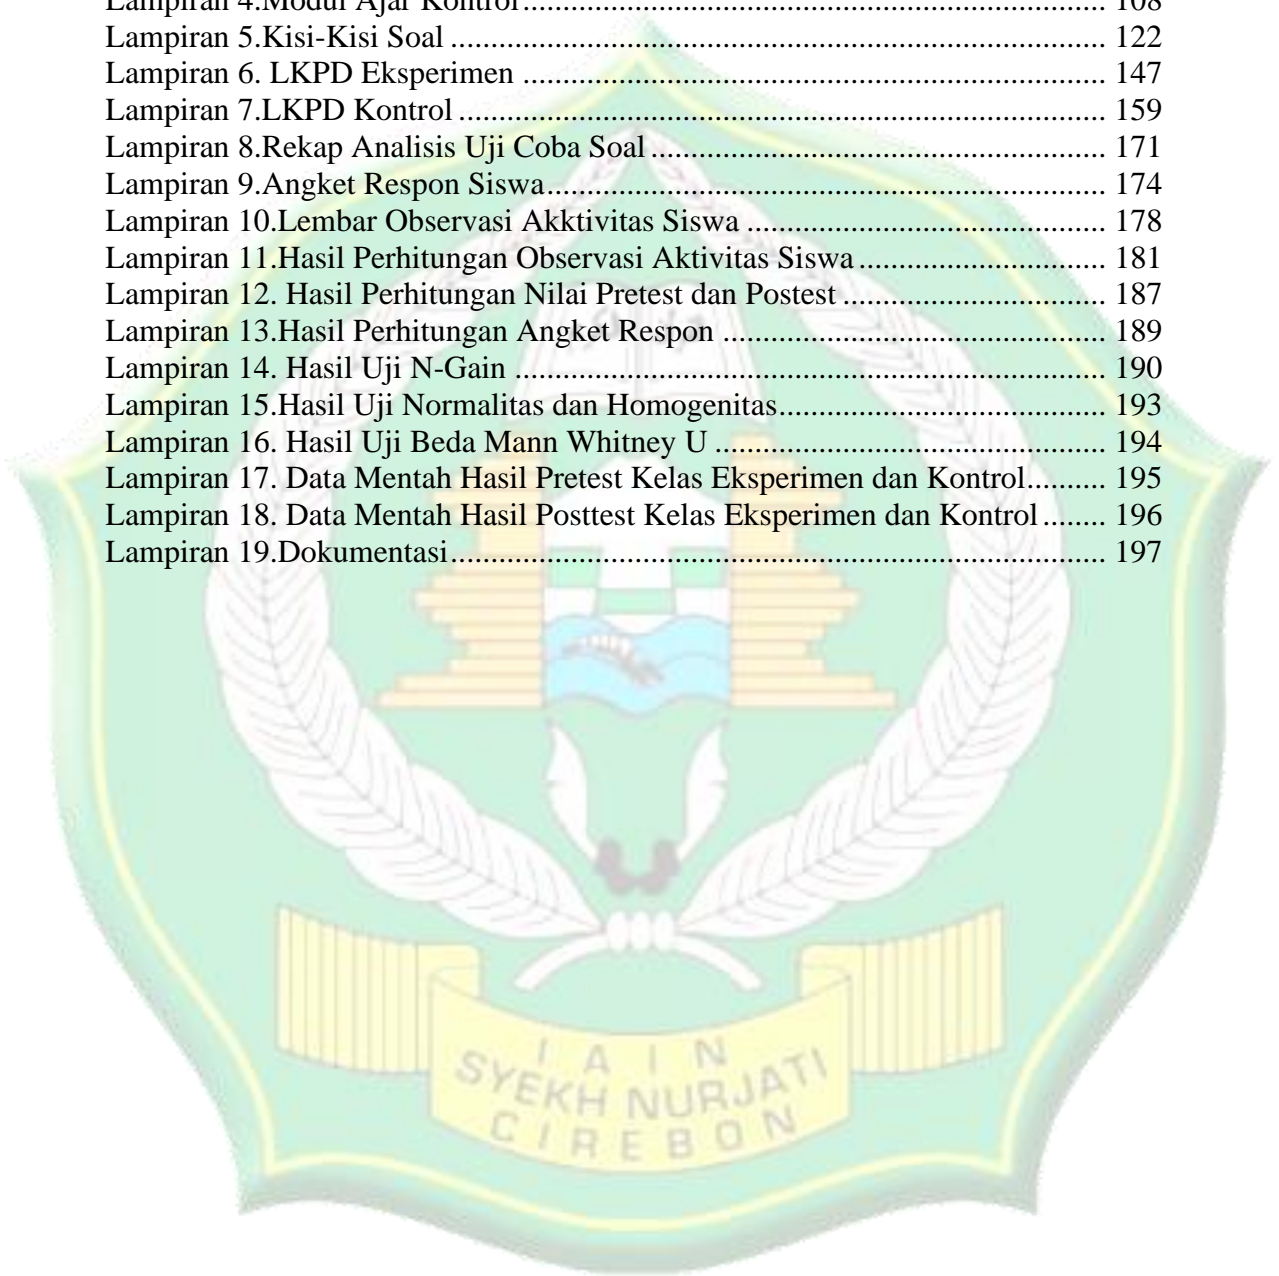 Lampiran 4.Modul Ajar Kontrol.......................................................................... 108
Lampiran 5.Kisi-Kisi Soal ................................................................................... 122
Lampiran 6. LKPD Eksperimen .......................................................................... 147
Lampiran 7.LKPD Kontrol .................................................................................. 159
Lampiran 8.Rekap Analisis Uji Coba Soal .......................................................... 171
Lampiran 9.Angket Respon Siswa....................................................................... 174
Lampiran 10.Lembar Observasi Akktivitas Siswa .............................................. 178
Lampiran 11.Hasil Perhitungan Observasi Aktivitas Siswa ................................ 181
Lampiran 12. Hasil Perhitungan Nilai Pretest dan Postest .................................. 187
Lampiran 13.Hasil Perhitungan Angket Respon ................................................. 189
Lampiran 14. Hasil Uji N-Gain ........................................................................... 190
Lampiran 15.Hasil Uji Normalitas dan Homogenitas.......................................... 193
Lampiran 16. Hasil Uji Beda Mann Whitney U .................................................. 194
Lampiran 17. Data Mentah Hasil Pretest Kelas Eksperimen dan Kontrol.......... 195
Lampiran 18. Data Mentah Hasil Posttest Kelas Eksperimen dan Kontrol ........ 196
Lampiran 19.Dokumentasi................................................................................... 197
IAIN
SYEKH NURJATI
CIREBON